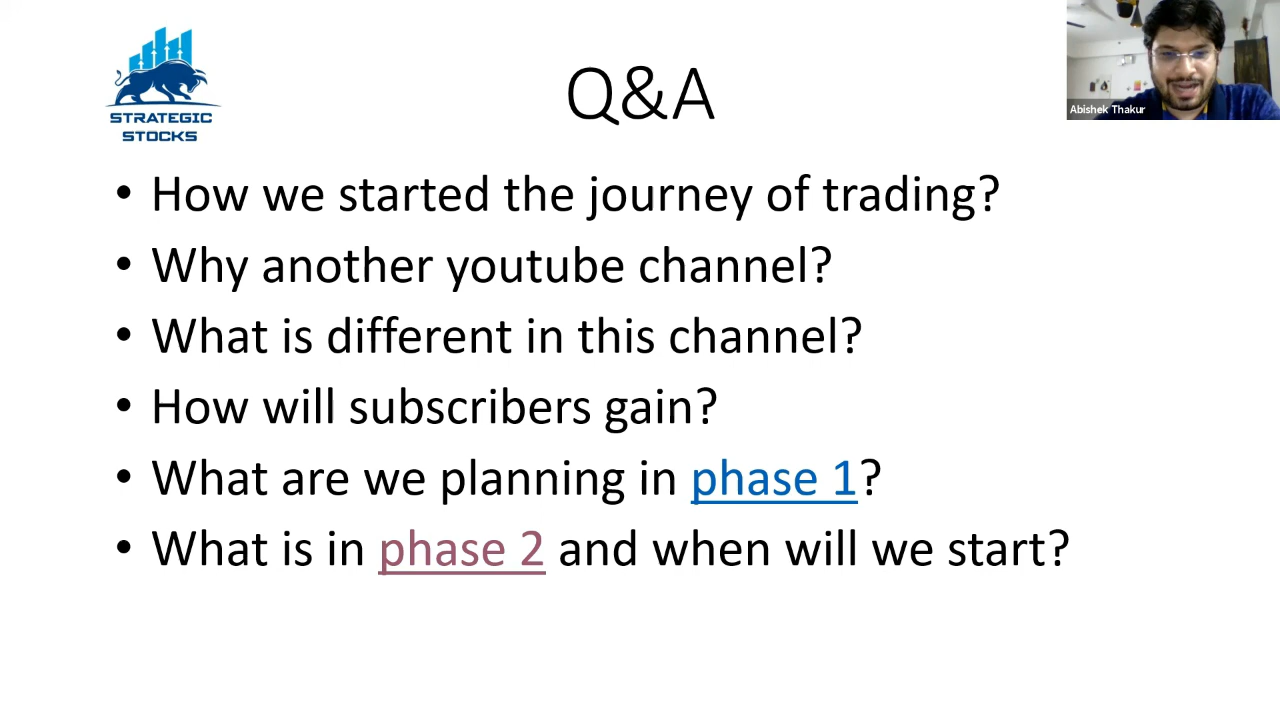 STRATEGIC
STOCKS
Q&A
Abishek Thakur
• How we started the journey of trading?
• Why another youtube channel?
• What is different in this channel?
• How will subscribers gain?
• What are we planning in phase 1?
• What is in phase 2 and when will we start?